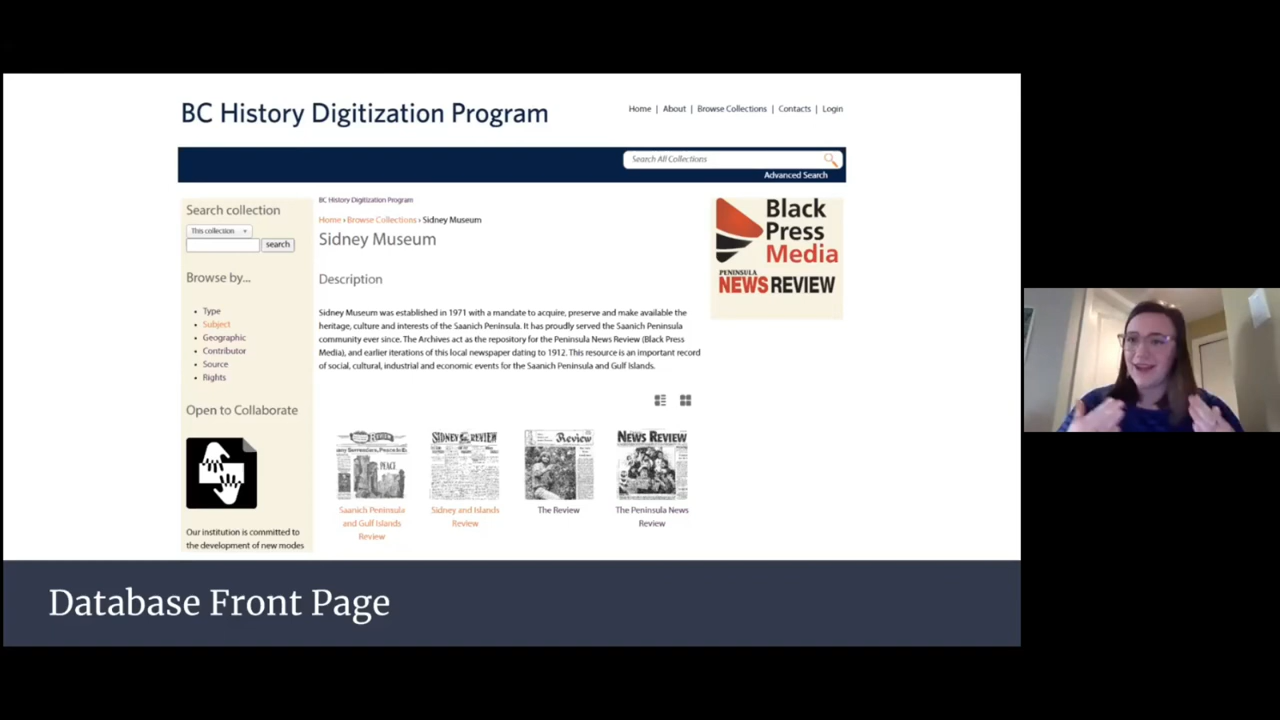 BC History Digitization Program
Home | About | Browse Collections | Contacts | Login
Search All Collections
Advanced Search
Search collection
This collection
search
Browse by...
Type
Subject
Geographic
Contributor
Source
Rights
Open to Collaborate
Our institution is committed to
the development of new modes
BC History Digitization Program
Home › Browse Collections › Sidney Museum
Sidney Museum
Description
Sidney Museum was established in 1971 with a mandate to acquire, preserve and make available the
heritage, culture and interests of the Saanich Peninsula. It has proudly served the Saanich Peninsula
community ever since. The Archives act as the repository for the Peninsula News Review (Black Press
Media), and earlier iterations of this local newspaper dating to 1912. This resource is an important record
of social, cultural, industrial and economic events for the Saanich Peninsula and Gulf Islands.
PEACE
SIDNEY REVIEW
Review
NEWS REVIEW
Saanich Peninsula
and Gulf Islands
Review
Sidney and Islands
Review
The Review
The Peninsula News
Review
Black
Press
Media
PENINSULA
NEWS REVIEW
Database Front Page